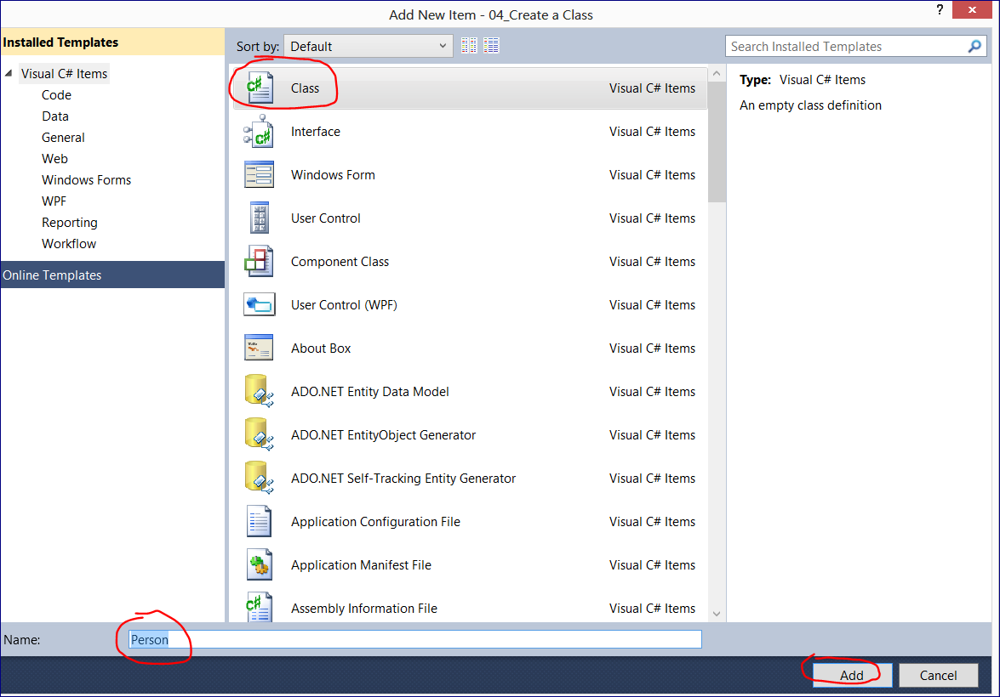 Add New Item - 04_Create a Class
?
Installed Templates
Sort by: Default
Search Installed Templates
Visual C# Items
Code
Data
General
Web
Windows Forms
WPF
Reporting
Workflow
Online Templates
Class Visual C# Items
Interface Visual C# Items
Windows Form Visual C# Items
User Control Visual C# Items
Component Class Visual C# Items
User Control (WPF) Visual C# Items
About Box Visual C# Items
ADO.NET Entity Data Model Visual C# Items
ADO.NET EntityObject Generator Visual C# Items
ADO.NET Self-Tracking Entity Generator Visual C# Items
Application Configuration File Visual C# Items
Application Manifest File Visual C# Items
Assembly Information File Visual C# Items
Type: Visual C# Items
An empty class definition
Name: Person
Add Cancel